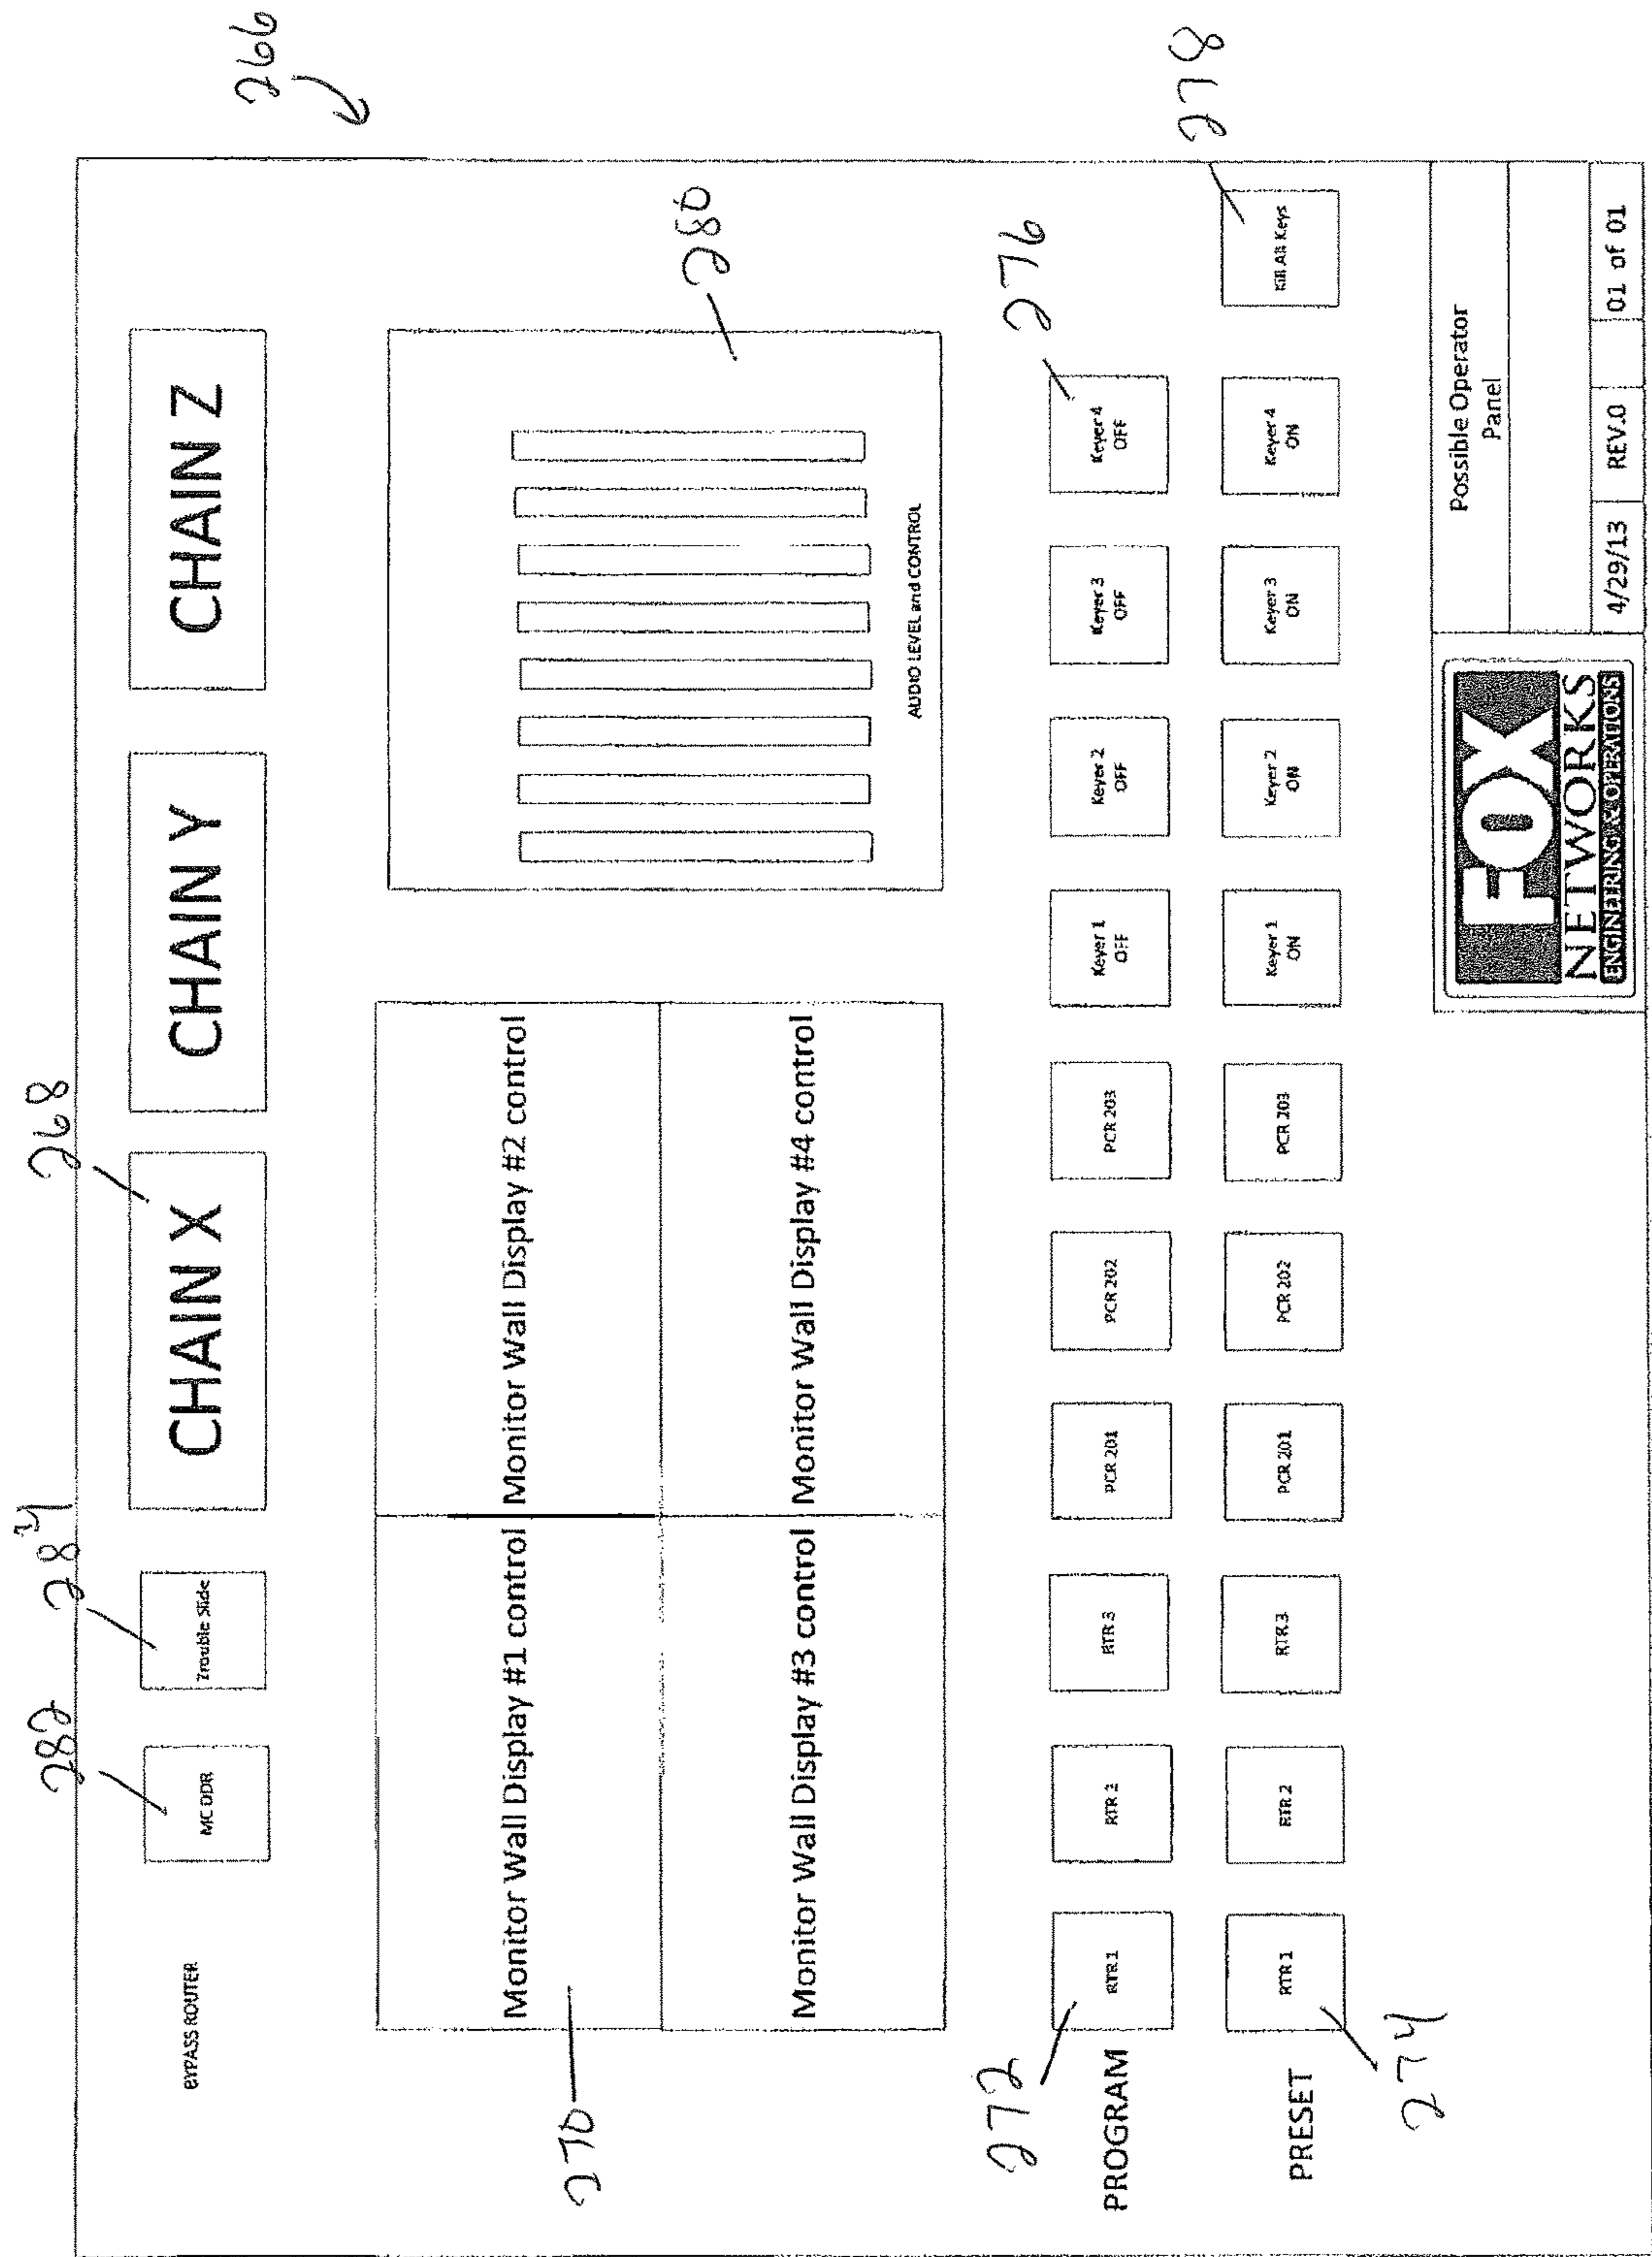 266
268
284
282
BYPASS ROUTER
MC DDR
Trouble Slide
CHAIN X
CHAIN Y
CHAIN Z
Monitor Wall Display #1 control
Monitor Wall Display #2 control
Monitor Wall Display #3 control
Monitor Wall Display #4 control
270
280
AUDIO LEVEL and CONTROL
272
276
278
PROGRAM
RTR 1
RTR 2
RTR 3
PCR 201
PCR 202
PCR 203
Keyer 1
OFF
Keyer 2
OFF
Keyer 3
OFF
Keyer 4
OFF
PRESET
RTR 1
RTR 2
RTR 3
PCR 201
PCR 202
PCR 203
Keyer 1
ON
Keyer 2
ON
Keyer 3
ON
Keyer 4
ON
Kill All Keys
274
FOX
NETWORKS
ENGINEERING & OPERATIONS
Possible Operator
Panel
4/29/13
REV.0
01 of 01